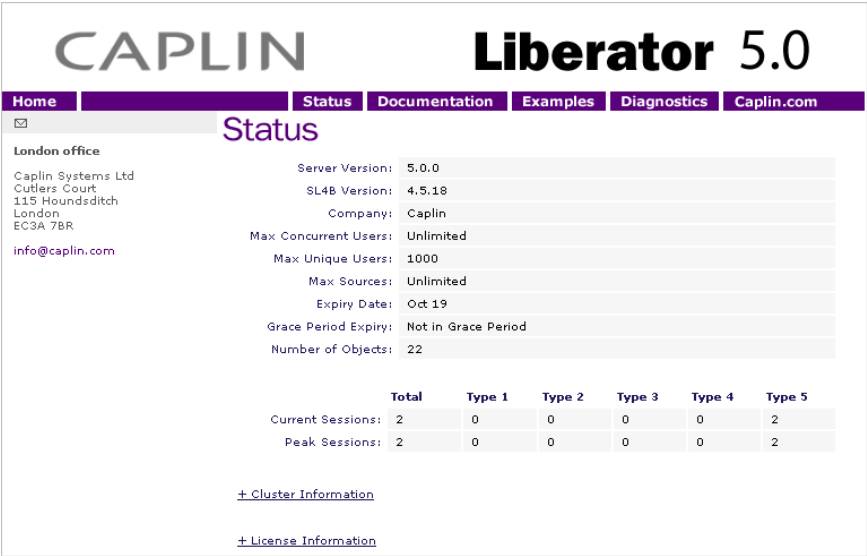 CAPLIN Liberator 5.0
Home Status Documentation Examples Diagnostics Caplin.com
Status
London office
Caplin Systems Ltd
Cutlers Court
115 Houndsditch
London
EC3A 7BR
info@caplin.com
Server Version: 5.0.0
SL4B Version: 4.5.18
Company: Caplin
Max Concurrent Users: Unlimited
Max Unique Users: 1000
Max Sources: Unlimited
Expiry Date: Oct 19
Grace Period Expiry: Not in Grace Period
Number of Objects: 22
Total Type 1 Type 2 Type 3 Type 4 Type 5
Current Sessions: 2 0 0 0 0 2
Peak Sessions: 2 0 0 0 0 2
+ Cluster Information
+ License Information